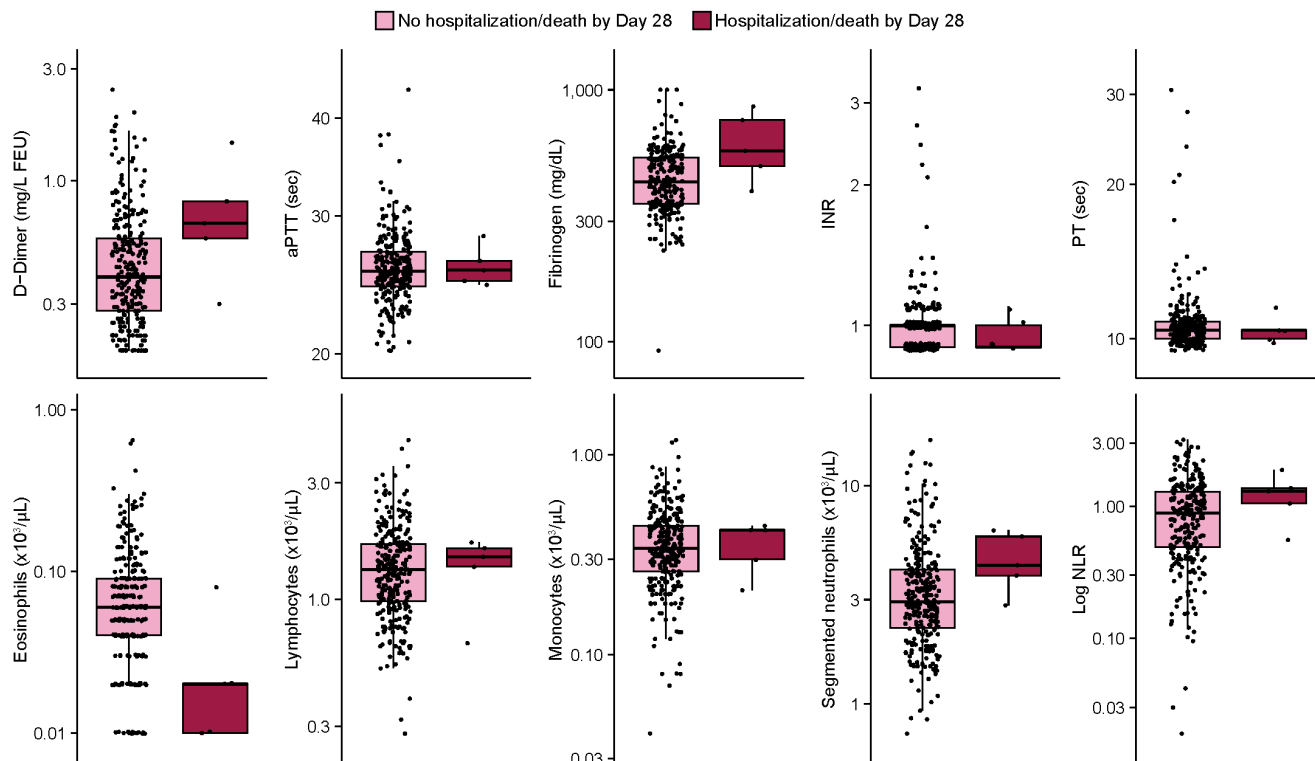 No hospitalization/death by Day 28
Hospitalization/death by Day 28
D−Dimer (mg/L FEU)
3.0
1.0
0.3
aPTT (sec)
40
30
20
Fibrinogen (mg/dL)
1,000
300
100
INR
3
2
1
PT (sec)
30
20
10
Eosinophils (x10³/µL)
1.00
0.10
0.01
Lymphocytes (x10³/µL)
3.0
1.0
0.3
Monocytes (x10³/µL)
1.00
0.30
0.10
0.03
Segmented neutrophils (x10³/µL)
10
3
1
Log NLR
3.00
1.00
0.30
0.10
0.03